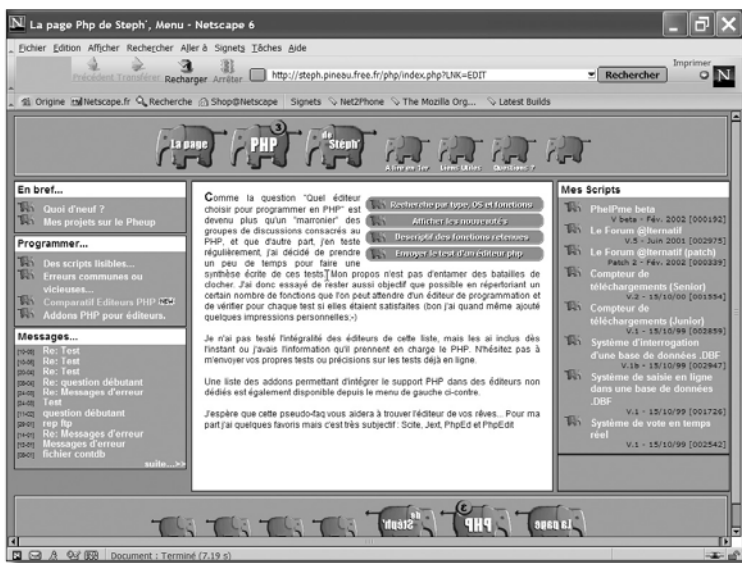 La page Php de Steph', Menu - Netscape 6
Fichier Edition Afficher Rechercher Aller à Signets Tâches Aide
Précédent Transférer Recharger Arrêter http://steph.pineau.free.fr/php/index.php?LNK=EDIT Rechercher Imprimer
Origine Netscape.fr Recherche Shop@Netscape Signets Net2Phone The Mozilla Org... Latest Builds
La page PHP 3 de Steph'
A lire en 1er Liens Utiles Questions ?
En bref...
Quoi d'neuf ?
Mes projets sur le Pheup
Programmer...
Des scripts lisibles...
Erreurs communes ou
vicieuses...
Comparatif Editeurs PHP NEW
Addons PHP pour éditeurs.
Messages...
Re: Test
Re: Test
Re: Test
Re: question débutant
Re: Messages d'erreur
Test
question débutant
rep ftp
Re: Messages d'erreur
Messages d'erreur
fichier contdb
suite...>>
Comme la question "Quel éditeur
choisir pour programmer en PHP" est
devenu plus qu'un "marronier" des
groupes de discussions consacrés au
PHP, et que d'autre part, j'en teste
régulièrement, j'ai décidé de prendre
un peu de temps pour faire une
synthèse écrite de ces tests. Mon propos n'est pas d'entamer des batailles de
clocher. J'ai donc essayé de rester aussi objectif que possible en répertoriant un
certain nombre de fonctions que l'on peut attendre d'un éditeur de programmation et
de vérifier pour chaque test si elles étaient satisfaites (bon j'ai quand même ajouté
quelques impressions personnelles;-)
Recherche par type, OS et fonctions
Afficher les nouveautés
Descriptif des fonctions retenues
Envoyer le test d'un éditeur php
Je n'ai pas testé l'intégralité des éditeurs de cette liste, mais les ai inclus dès
l'instant ou j'avais l'information qu'il prennent en charge le PHP. N'hésitez pas à
m'envoyer vos propres tests ou précisions sur les tests déjà en ligne.
Une liste des addons permettant d'intégrer le support PHP dans des éditeurs non
dédiés est également disponible depuis le menu de gauche ci-contre.
J'espère que cette pseudo-faq vous aidera à trouver l'éditeur de vos rêves... Pour ma
part j'ai quelques favoris mais c'est très subjectif : Scite, Jext, PhpEd et PhpEdit
Mes Scripts
PhelPme beta
V beta - Fév. 2002 [000192]
Le Forum @lternatif
V.5 - Juin 2001 [002975]
Le Forum @lternatif (patch)
Patch 2 - Fév. 2002 [000339]
Compteur de
téléchargements (Senior)
V.2 - 15/10/00 [001554]
Compteur de
téléchargements (Junior)
V.1 - 15/10/99 [002859]
Système d'interrogation
d'une base de données .DBF
V.1b - 15/10/99 [002947]
Système de saisie en ligne
dans une base de données
.DBF
V.1 - 15/10/99 [001726]
Système de vote en temps
réel
V.1 - 15/10/99 [002542]
de Steph' PHP 3 La page
Document : Terminé (7.19 s)